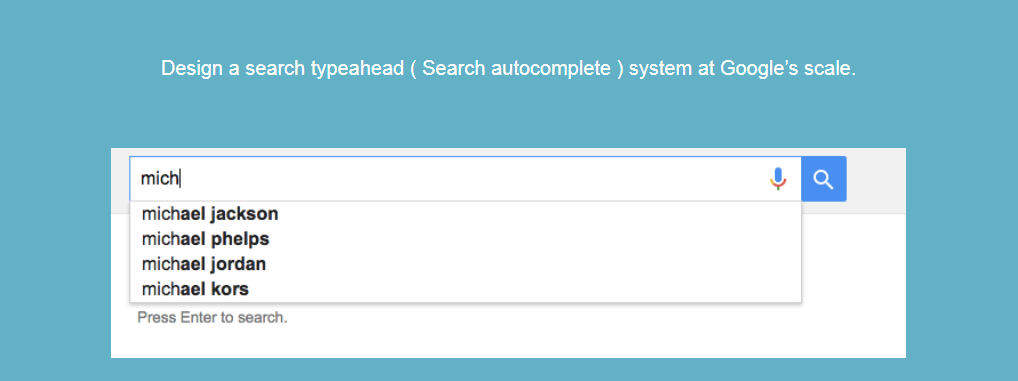 Design a search typeahead ( Search autocomplete ) system at Google’s scale.
mich
michael jackson
michael phelps
michael jordan
michael kors
Press Enter to search.